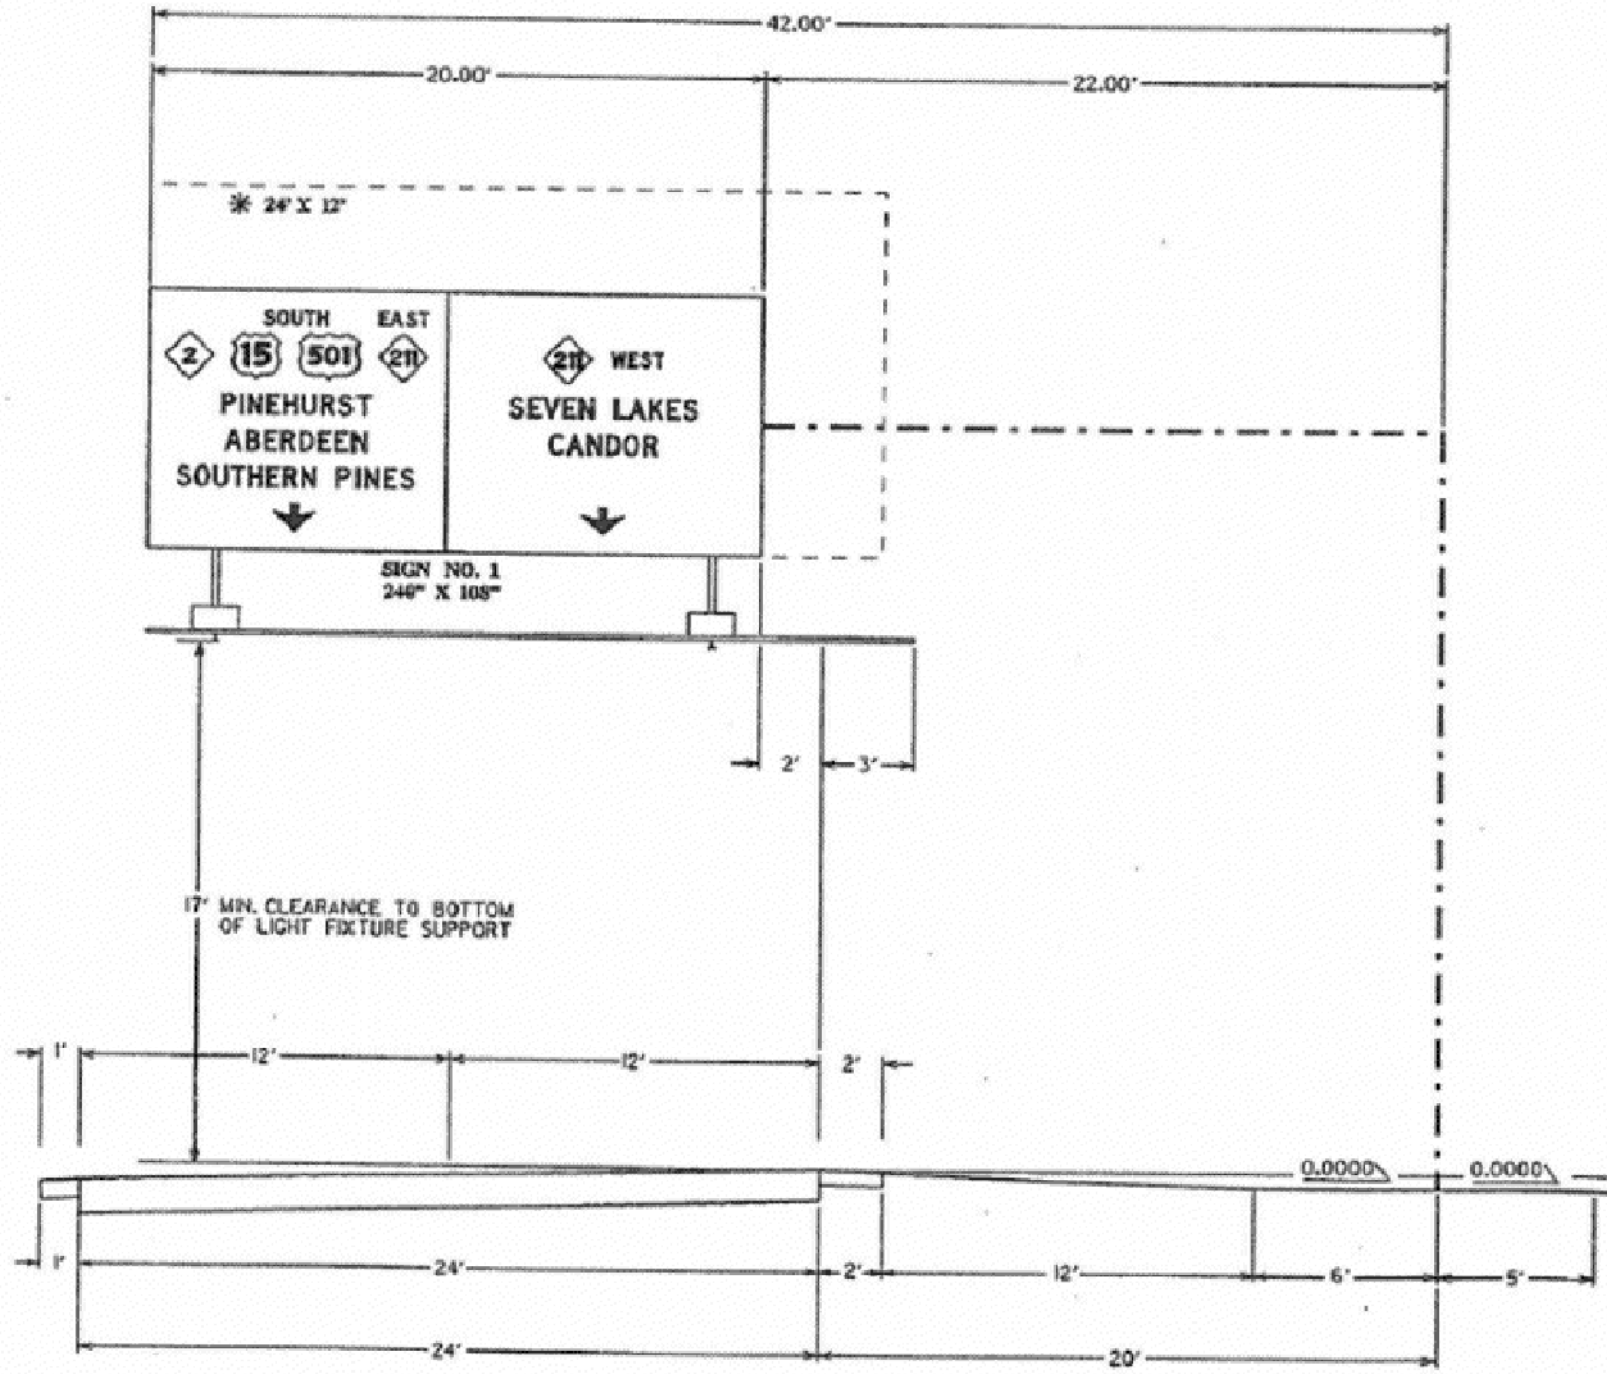 42.00'
20.00' 22.00'
* 24' X 12'
SOUTH EAST
2 15 501 211
PINEHURST
ABERDEEN
SOUTHERN PINES
211 WEST
SEVEN LAKES
CANDOR
SIGN NO. 1
240" X 108"
2' 3'
17' MIN. CLEARANCE TO BOTTOM
OF LIGHT FIXTURE SUPPORT
1' 12' 12' 2'
0.0000 0.0000
1' 24' 2' 12' 6' 5'
24' 20'